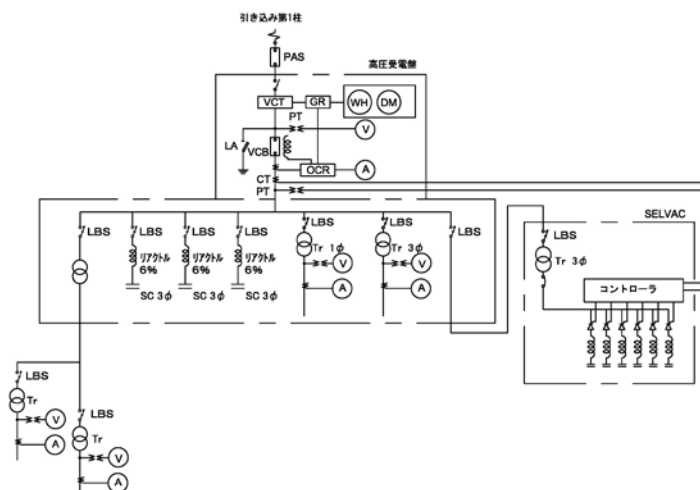 引き込み第1柱
PAS
高圧受電盤
VCT
GR
WH
DM
PT
V
LA
VCB
OCR
A
CT
PT
LBS
LBS
LBS
LBS
LBS
LBS
LBS
リアクトル
6%
リアクトル
6%
リアクトル
6%
SC 3φ
SC 3φ
SC 3φ
Tr 1φ
V
A
Tr 3φ
V
A
SELVAC
LBS
Tr 3φ
コントローラ
LBS
Tr
V
A
LBS
Tr
V
A